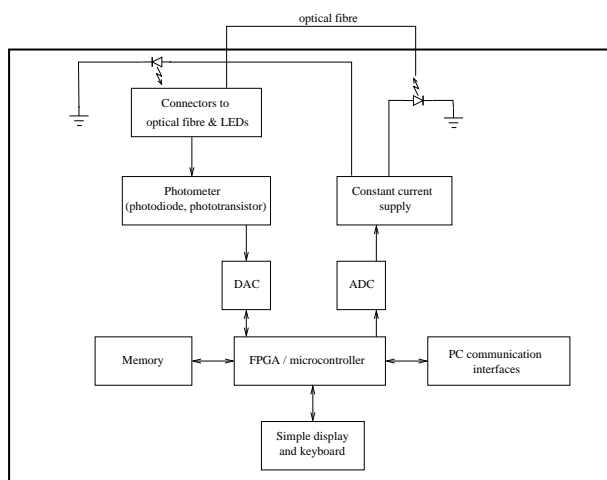 optical fibre
Connectors to
optical fibre & LEDs
Photometer
(photodiode, phototransistor)
Constant current
supply
DAC
ADC
Memory
FPGA / microcontroller
PC communication
interfaces
Simple display
and keyboard